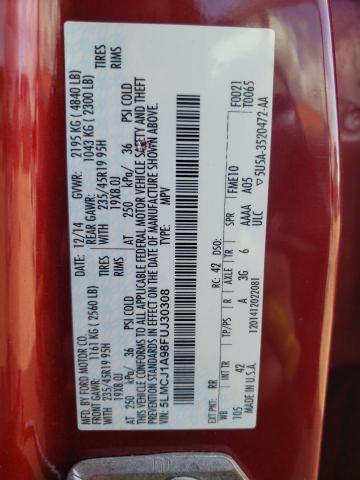 MFD. BY FORD MOTOR CO.
DATE: 12/14 GVWR: 2195 KG ( 4840 LB)
FRONT GAWR: 1161 KG ( 2560 LB) REAR GAWR: 1043 KG ( 2300 LB)
WITH 235/45R19 95H TIRES WITH 235/45R19 95H TIRES
19X8.0J RIMS 19X8.0J RIMS
AT 250 kPa/ 36 PSI COLD AT 250 kPa/ 36 PSI COLD
THIS VEHICLE CONFORMS TO ALL APPLICABLE FEDERAL MOTOR VEHICLE SAFETY AND THEFT
PREVENTION STANDARDS IN EFFECT ON THE DATE OF MANUFACTURE SHOWN ABOVE.
VIN: 5LMCJ1A98FUJ30308
TYPE: MPV
F0021
T0065
EXT PNT: RR RC: 42 DSO: FME10
WB BRK INT TR TP/PS R AXLE TR SPR
105 42 A 3G 6 AAAA A05
MADE IN U.S.A. 1201412022081 ULC
5U5A-3520472-AA